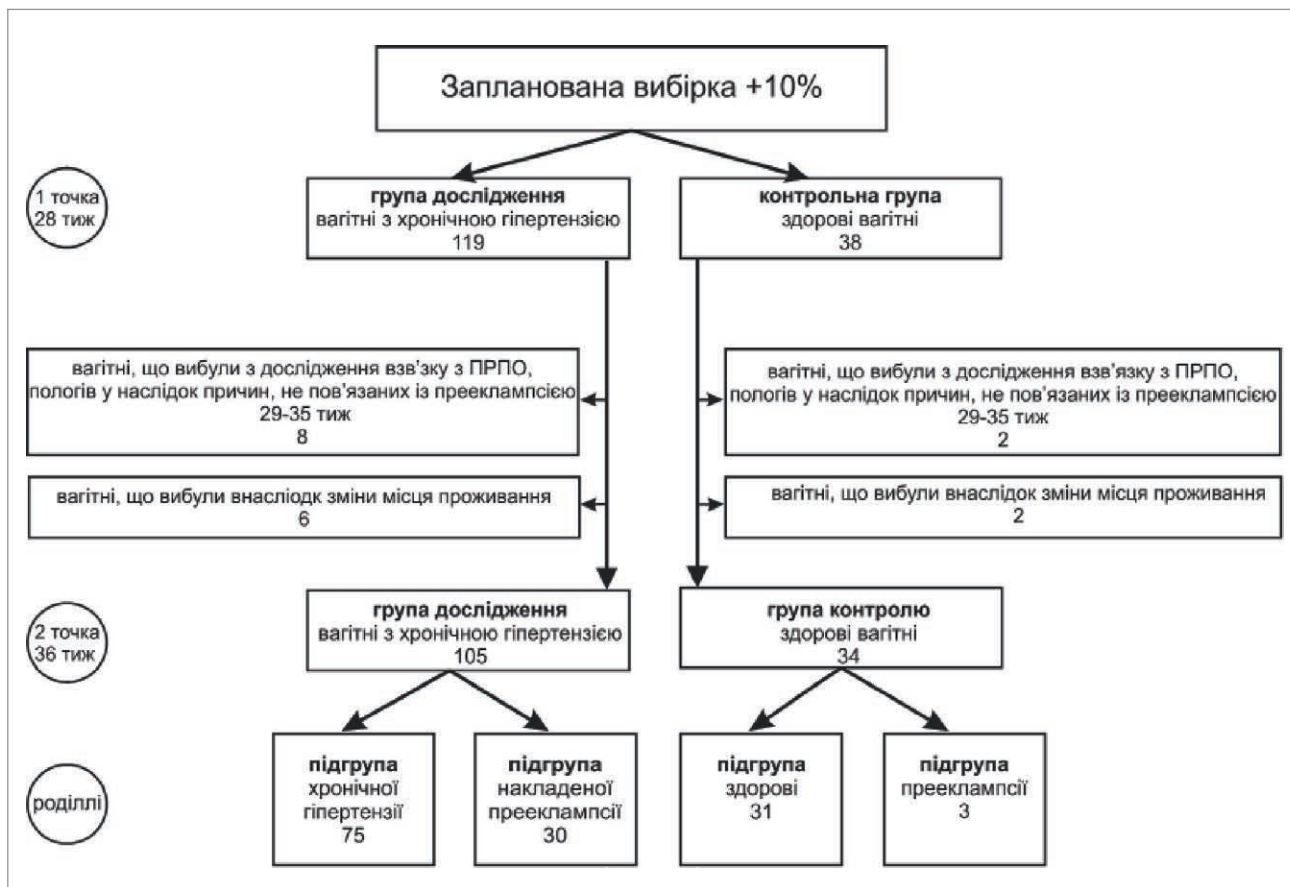 Запланована вибірка +10%
1 точка
28 тиж
група дослідження
вагітні з хронічною гіпертензією
119
контрольна група
здорові вагітні
38
вагітні, що вибули з дослідження взв'зку з ПРПО,
пологів у наслідок причин, не пов'язаних із прееклампсією
29-35 тиж
8
вагітні, що вибули з дослідження взв'язку з ПРПО,
пологів у наслідок причин, не пов'язаних із прееклампсією
29-35 тиж
2
вагітні, що вибули внасліодк зміни місця проживання
6
вагітні, що вибули внаслідок зміни місця проживання
2
2 точка
36 тиж
група дослідження
вагітні з хронічною гіпертензією
105
група контролю
здорові вагітні
34
роділлі
підгрупа
хронічної
гіпертензії
75
підгрупа
накладеної
прееклампсії
30
підгрупа
здорові
31
підгрупа
прееклампсії
3